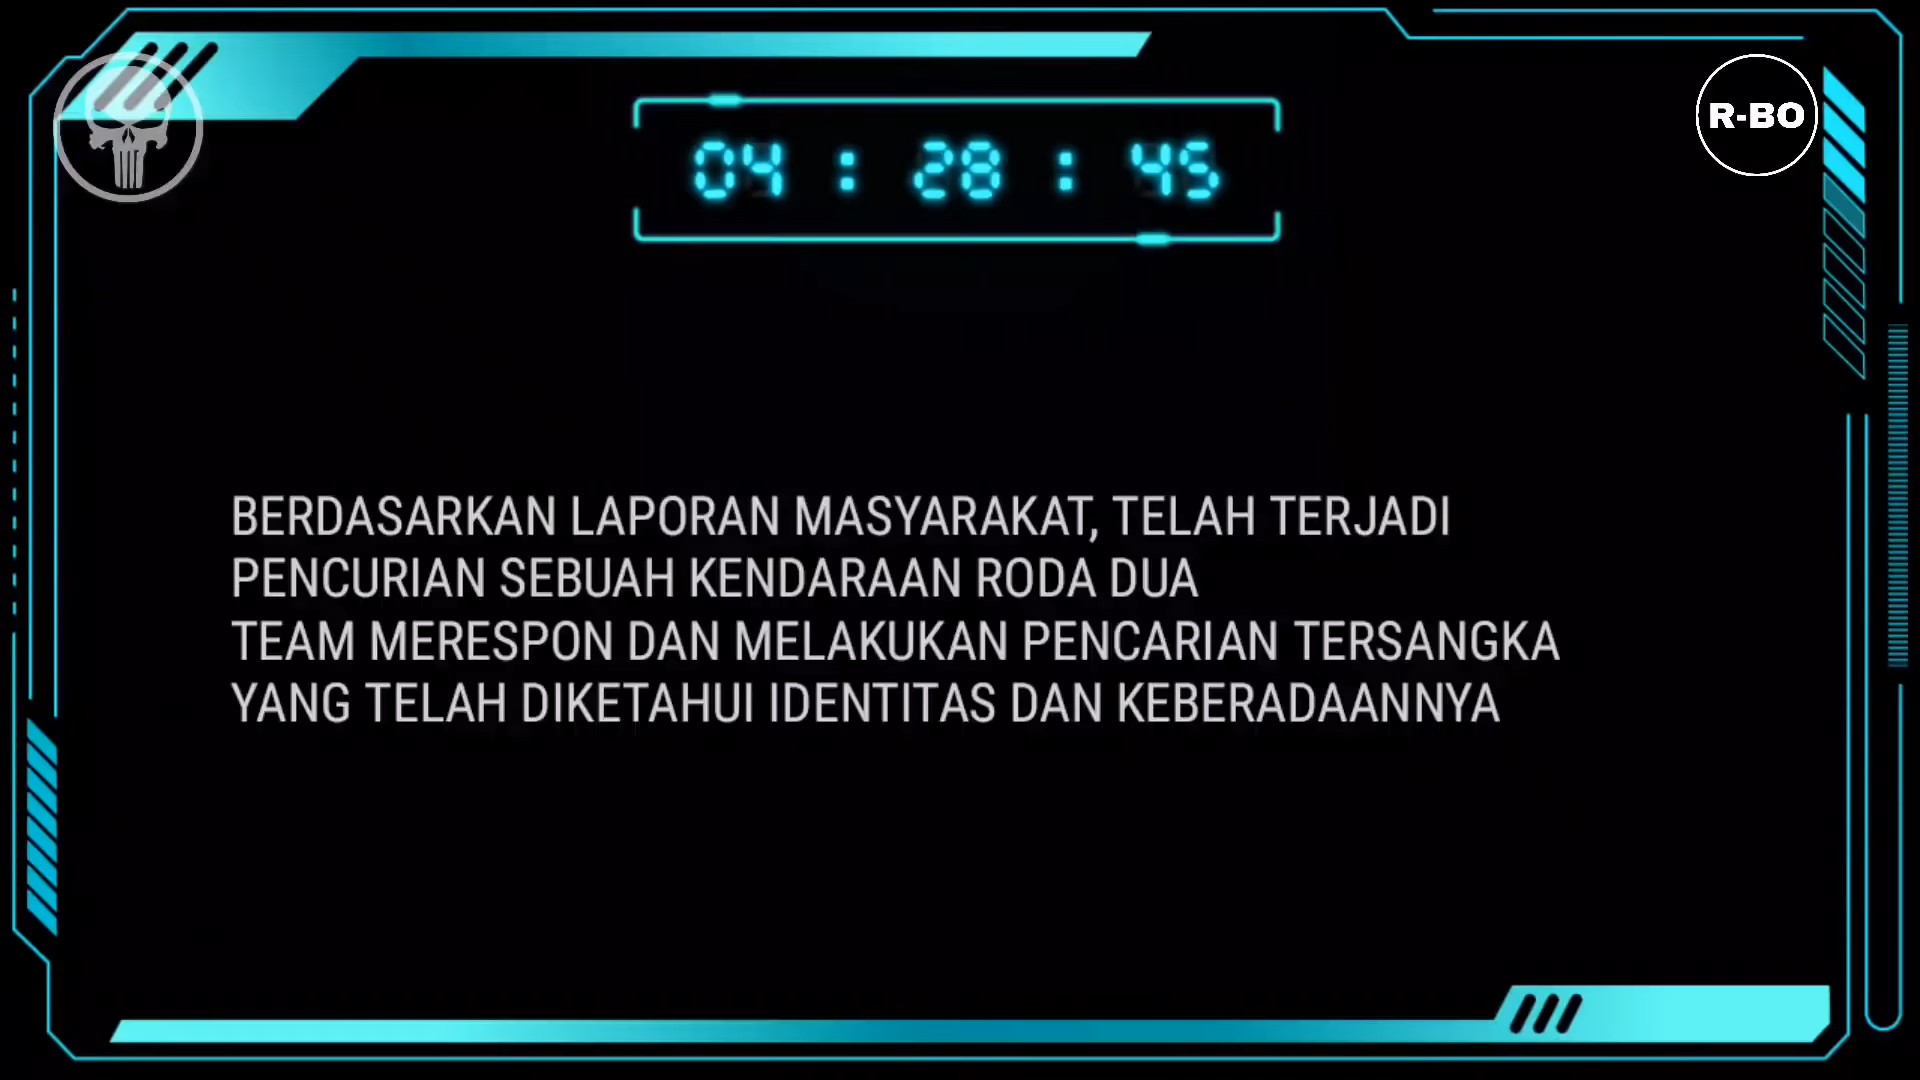 R-BO
04 : 28 : 45
BERDASARKAN LAPORAN MASYARAKAT, TELAH TERJADI
PENCURIAN SEBUAH KENDARAAN RODA DUA
TEAM MERESPON DAN MELAKUKAN PENCARIAN TERSANGKA
YANG TELAH DIKETAHUI IDENTITAS DAN KEBERADAANNYA